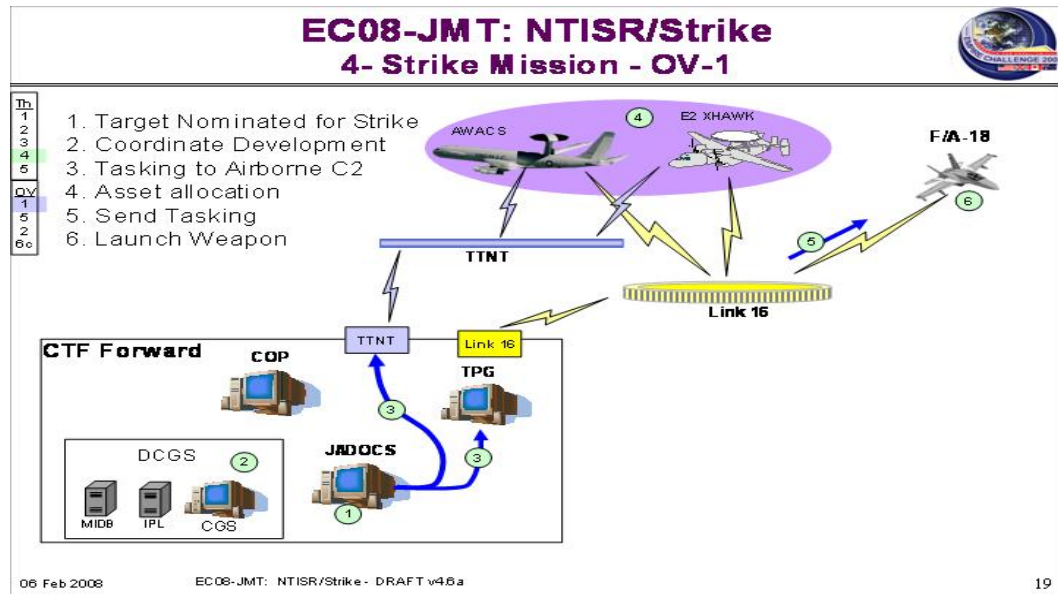 EC08-JMT: NTISR/Strike
4- Strike Mission - OV-1
EMPIRE CHALLENGE 200
Th
1
2
3
4
5
OV
1
5
2
6c
1. Target Nominated for Strike
2. Coordinate Development
3. Tasking to Airborne C2
4. Asset allocation
5. Send Tasking
6. Launch Weapon
AWACS
4
E2 XHAWK
F/A-18
6
5
TTNT
Link 16
CTF Forward
TTNT
Link 16
COP
TPG
3
3
JADOCS
1
DCGS
2
MIDB
IPL
CGS
06 Feb 2008
EC08-JMT: NTISR/Strike - DRAFT v4.6a
19